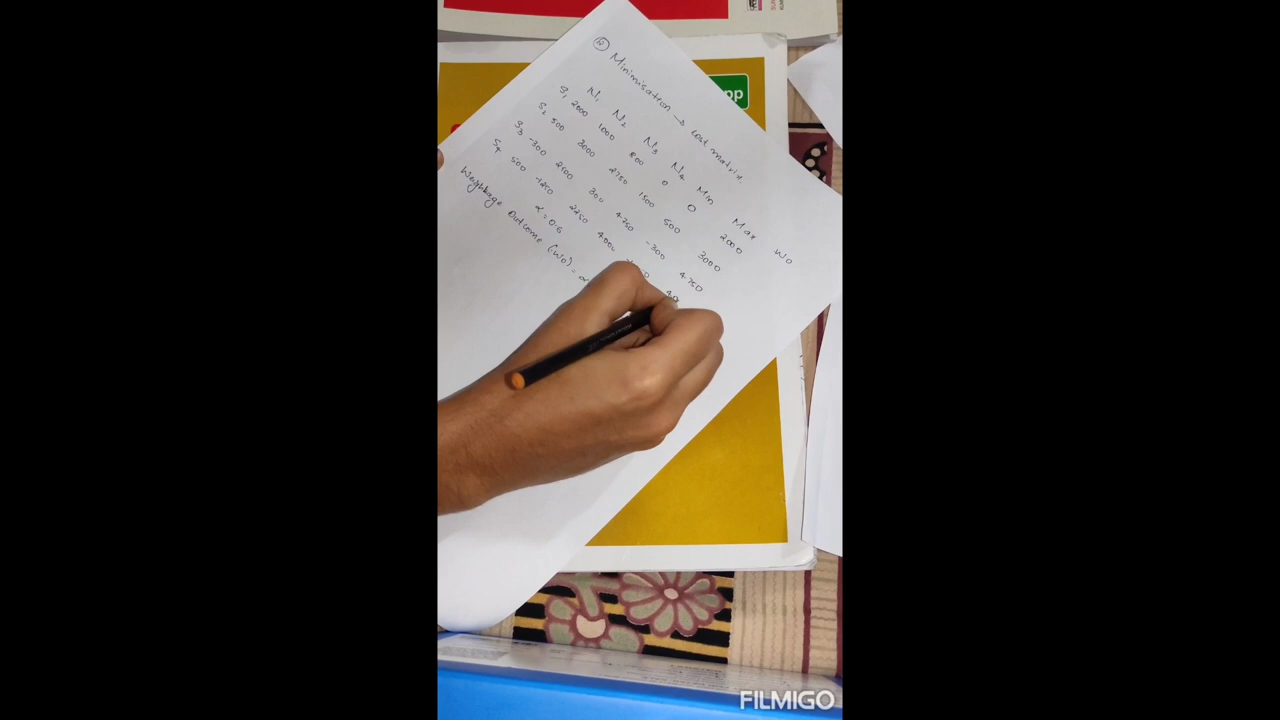 12 Minimisation → cost matrix.
N1 N2 N3 N4 Min Max Wo
S1 2000 1000 800 0 0 2000
S2 500 3000 2750 1500 500 3000
S3 -300 300 4750 -300 4750
S4 500 -1250 2250 4000
α = 0.6
Weightage Outcome (Wo) = α
pp
FILMIGO